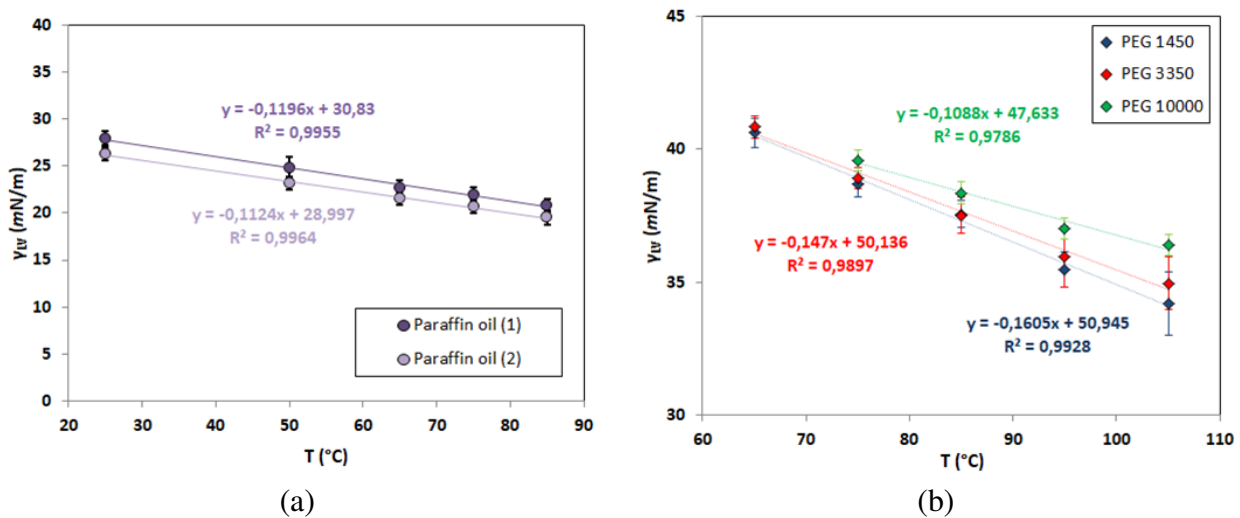 40
35
30
25
20
15
10
5
0
γLV (mN/m)
y = -0,1196x + 30,83
R² = 0,9955
y = -0,1124x + 28,997
R² = 0,9964
Paraffin oil (1)
Paraffin oil (2)
20 30 40 50 60 70 80 90
T (°C)
(a)
45
40
35
30
γLV (mN/m)
PEG 1450
PEG 3350
PEG 10000
y = -0,1088x + 47,633
R² = 0,9786
y = -0,147x + 50,136
R² = 0,9897
y = -0,1605x + 50,945
R² = 0,9928
60 70 80 90 100 110
T (°C)
(b)